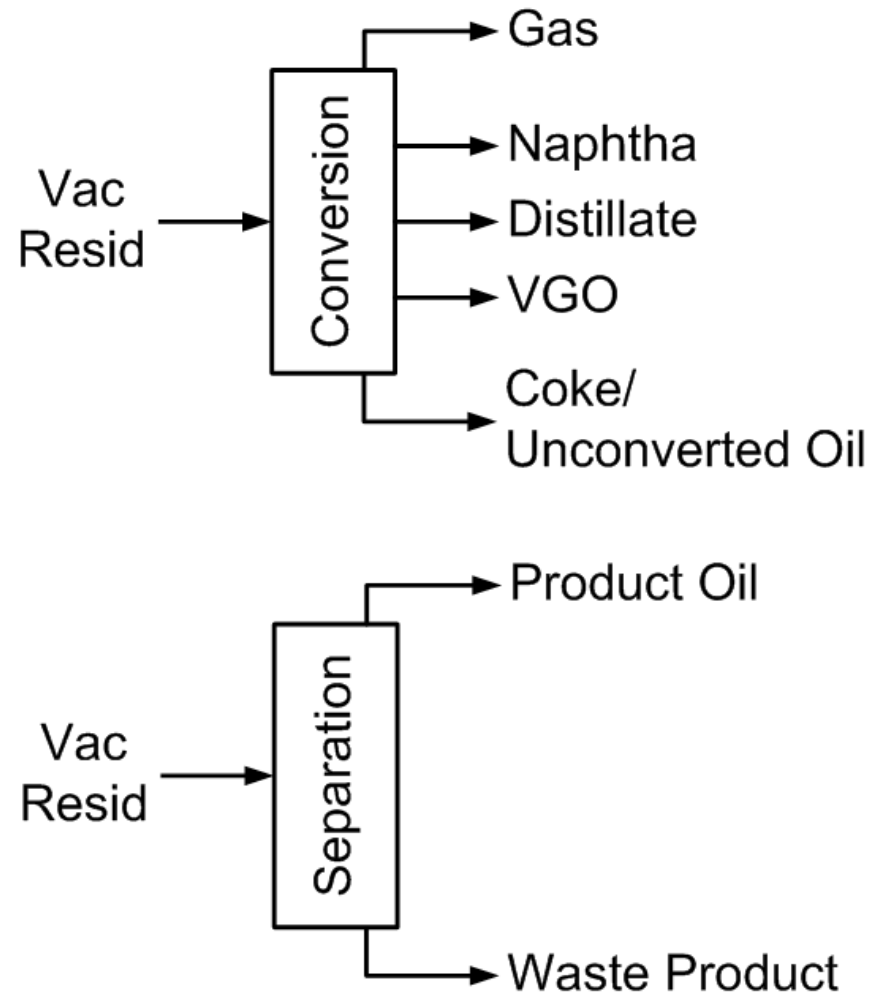 Gas
Naphtha
Vac
Resid
Conversion
Distillate
VGO
Coke/
Unconverted Oil
Product Oil
Vac
Resid
Separation
Waste Product